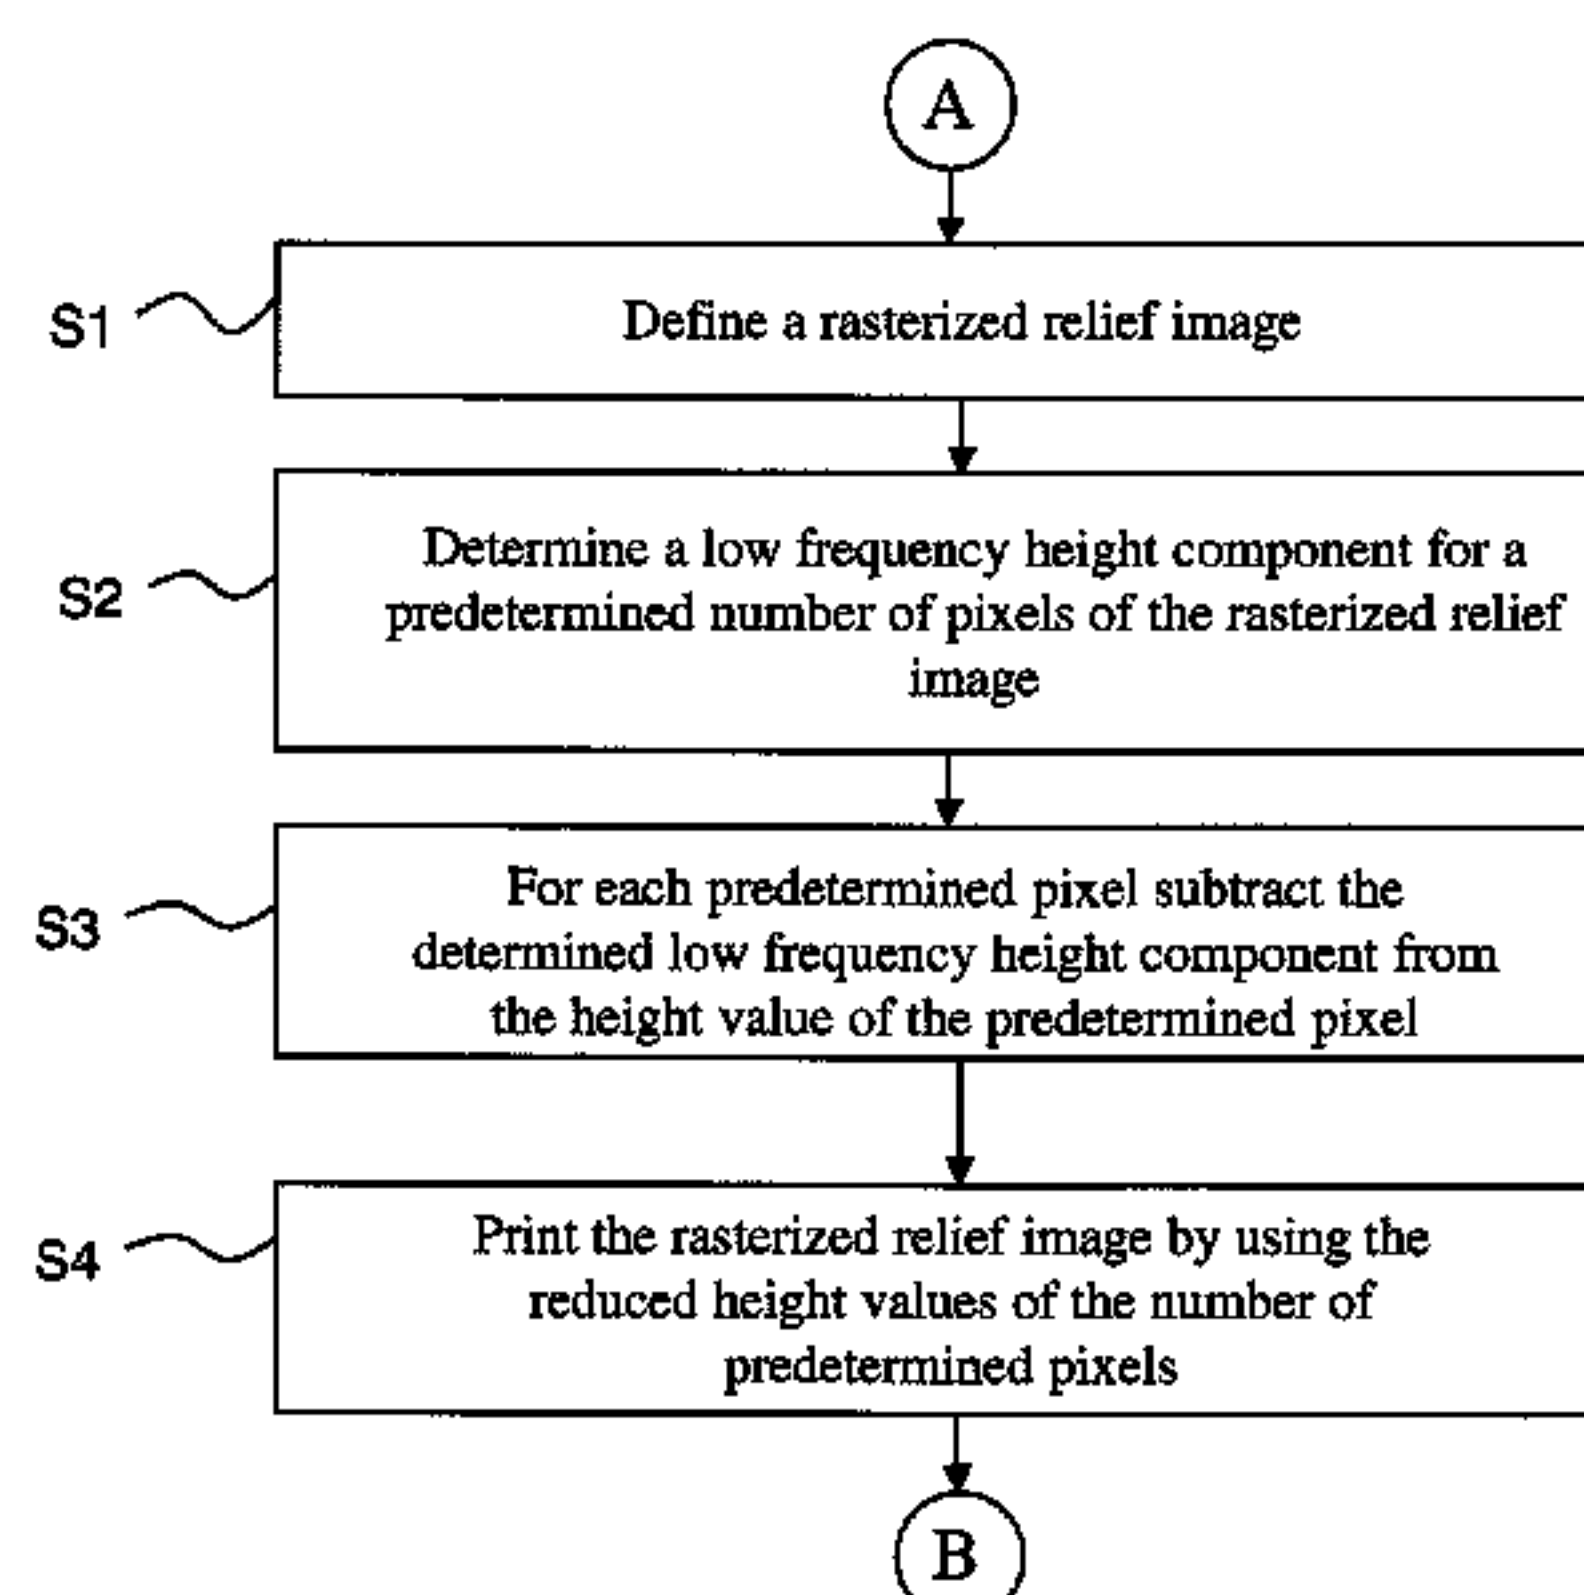 A
S1
Define a rasterized relief image
S2
Determine a low frequency height component for a
predetermined number of pixels of the rasterized relief
image
S3
For each predetermined pixel subtract the
determined low frequency height component from
the height value of the predetermined pixel
S4
Print the rasterized relief image by using the
reduced height values of the number of
predetermined pixels
B